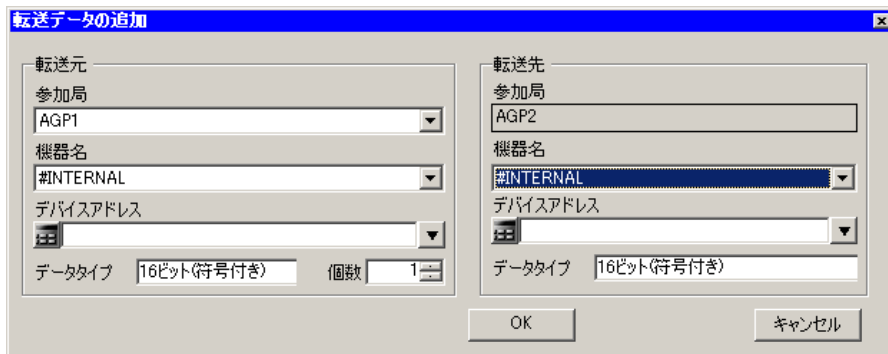 転送データの追加
転送元
参加局
AGP1
機器名
#INTERNAL
デバイスアドレス
データタイプ 16ビット(符号付き) 個数 1
転送先
参加局
AGP2
機器名
#INTERNAL
デバイスアドレス
データタイプ 16ビット(符号付き)
OK キャンセル